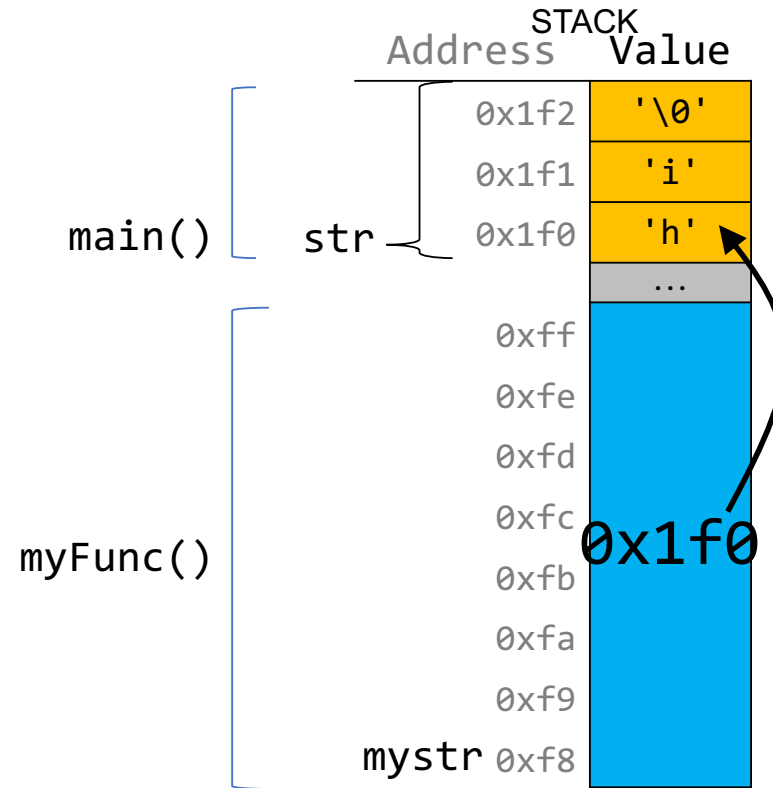 STACK
Address Value
0x1f2 '\0'
0x1f1 'i'
main() str 0x1f0 'h'
...
0xff
0xfe
0xfd
0xfc
myFunc() 0x1f0
0xfb
0xfa
0xf9
mystr 0xf8